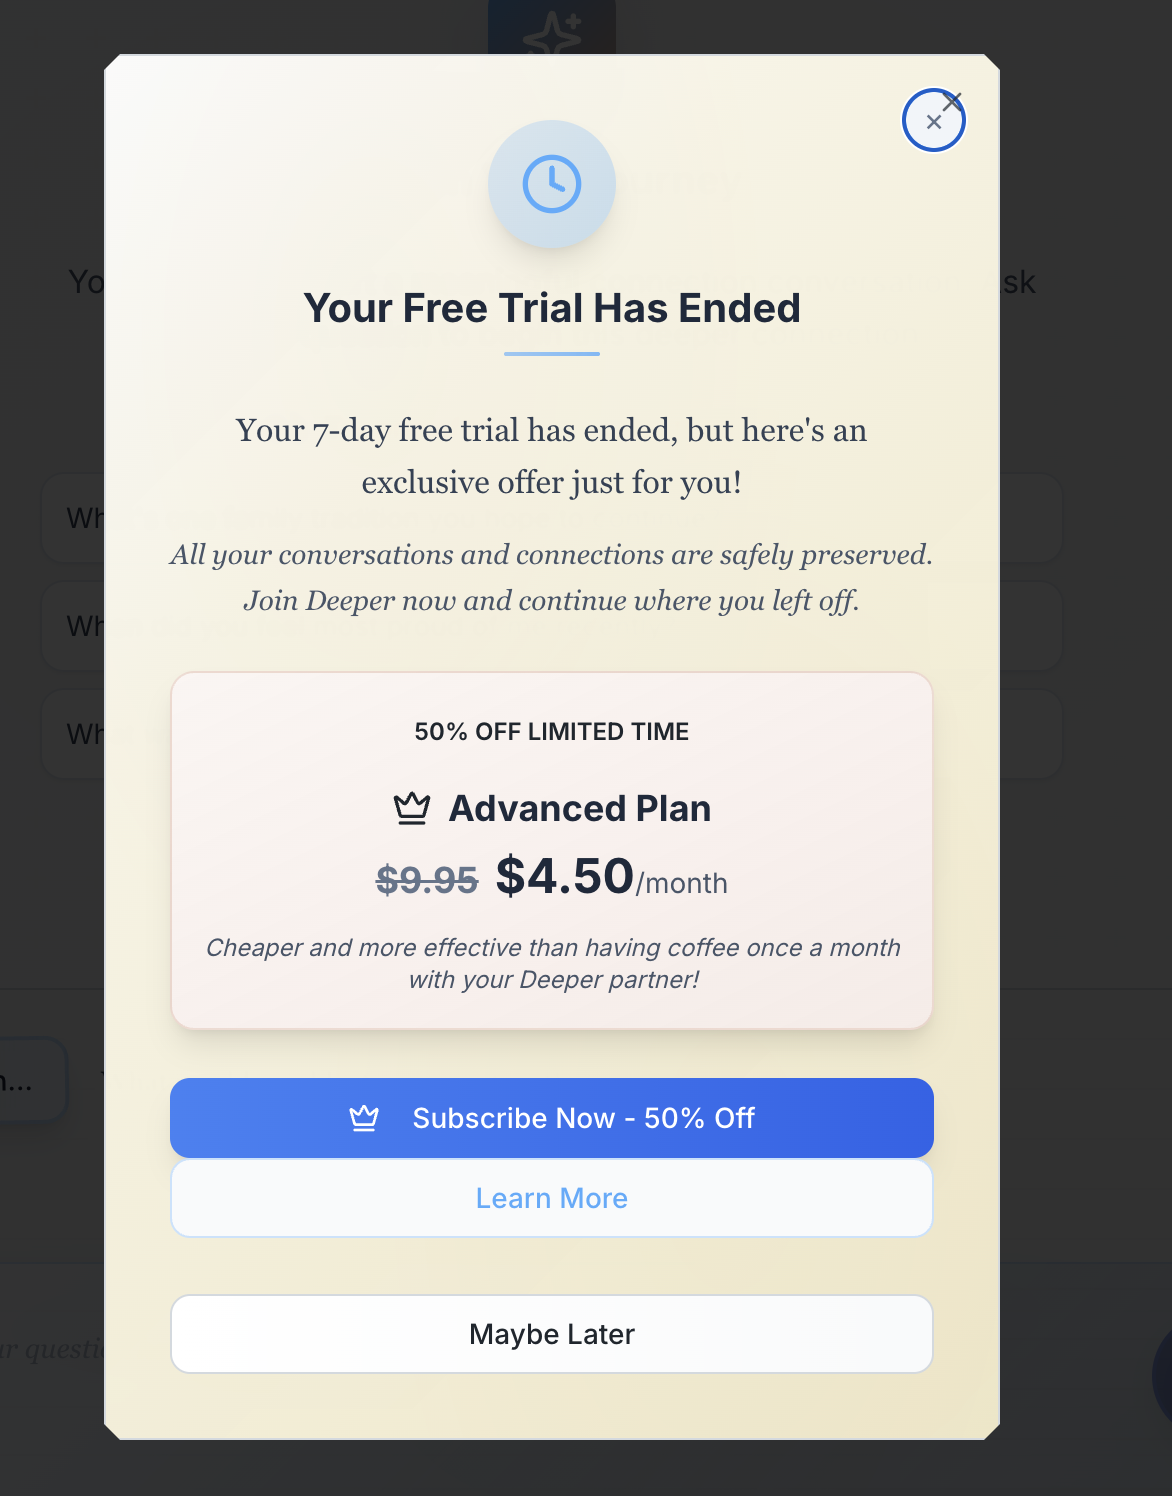 Yo
sk
Your Free Trial Has Ended
Your 7-day free trial has ended, but here's an
exclusive offer just for you!
All your conversations and connections are safely preserved.
Join Deeper now and continue where you left off.
Wh
Wh
Wh
50% OFF LIMITED TIME
Advanced Plan
$9.95 $4.50/month
Cheaper and more effective than having coffee once a month
with your Deeper partner!
n...
Subscribe Now - 50% Off
Learn More
Maybe Later
ur questi